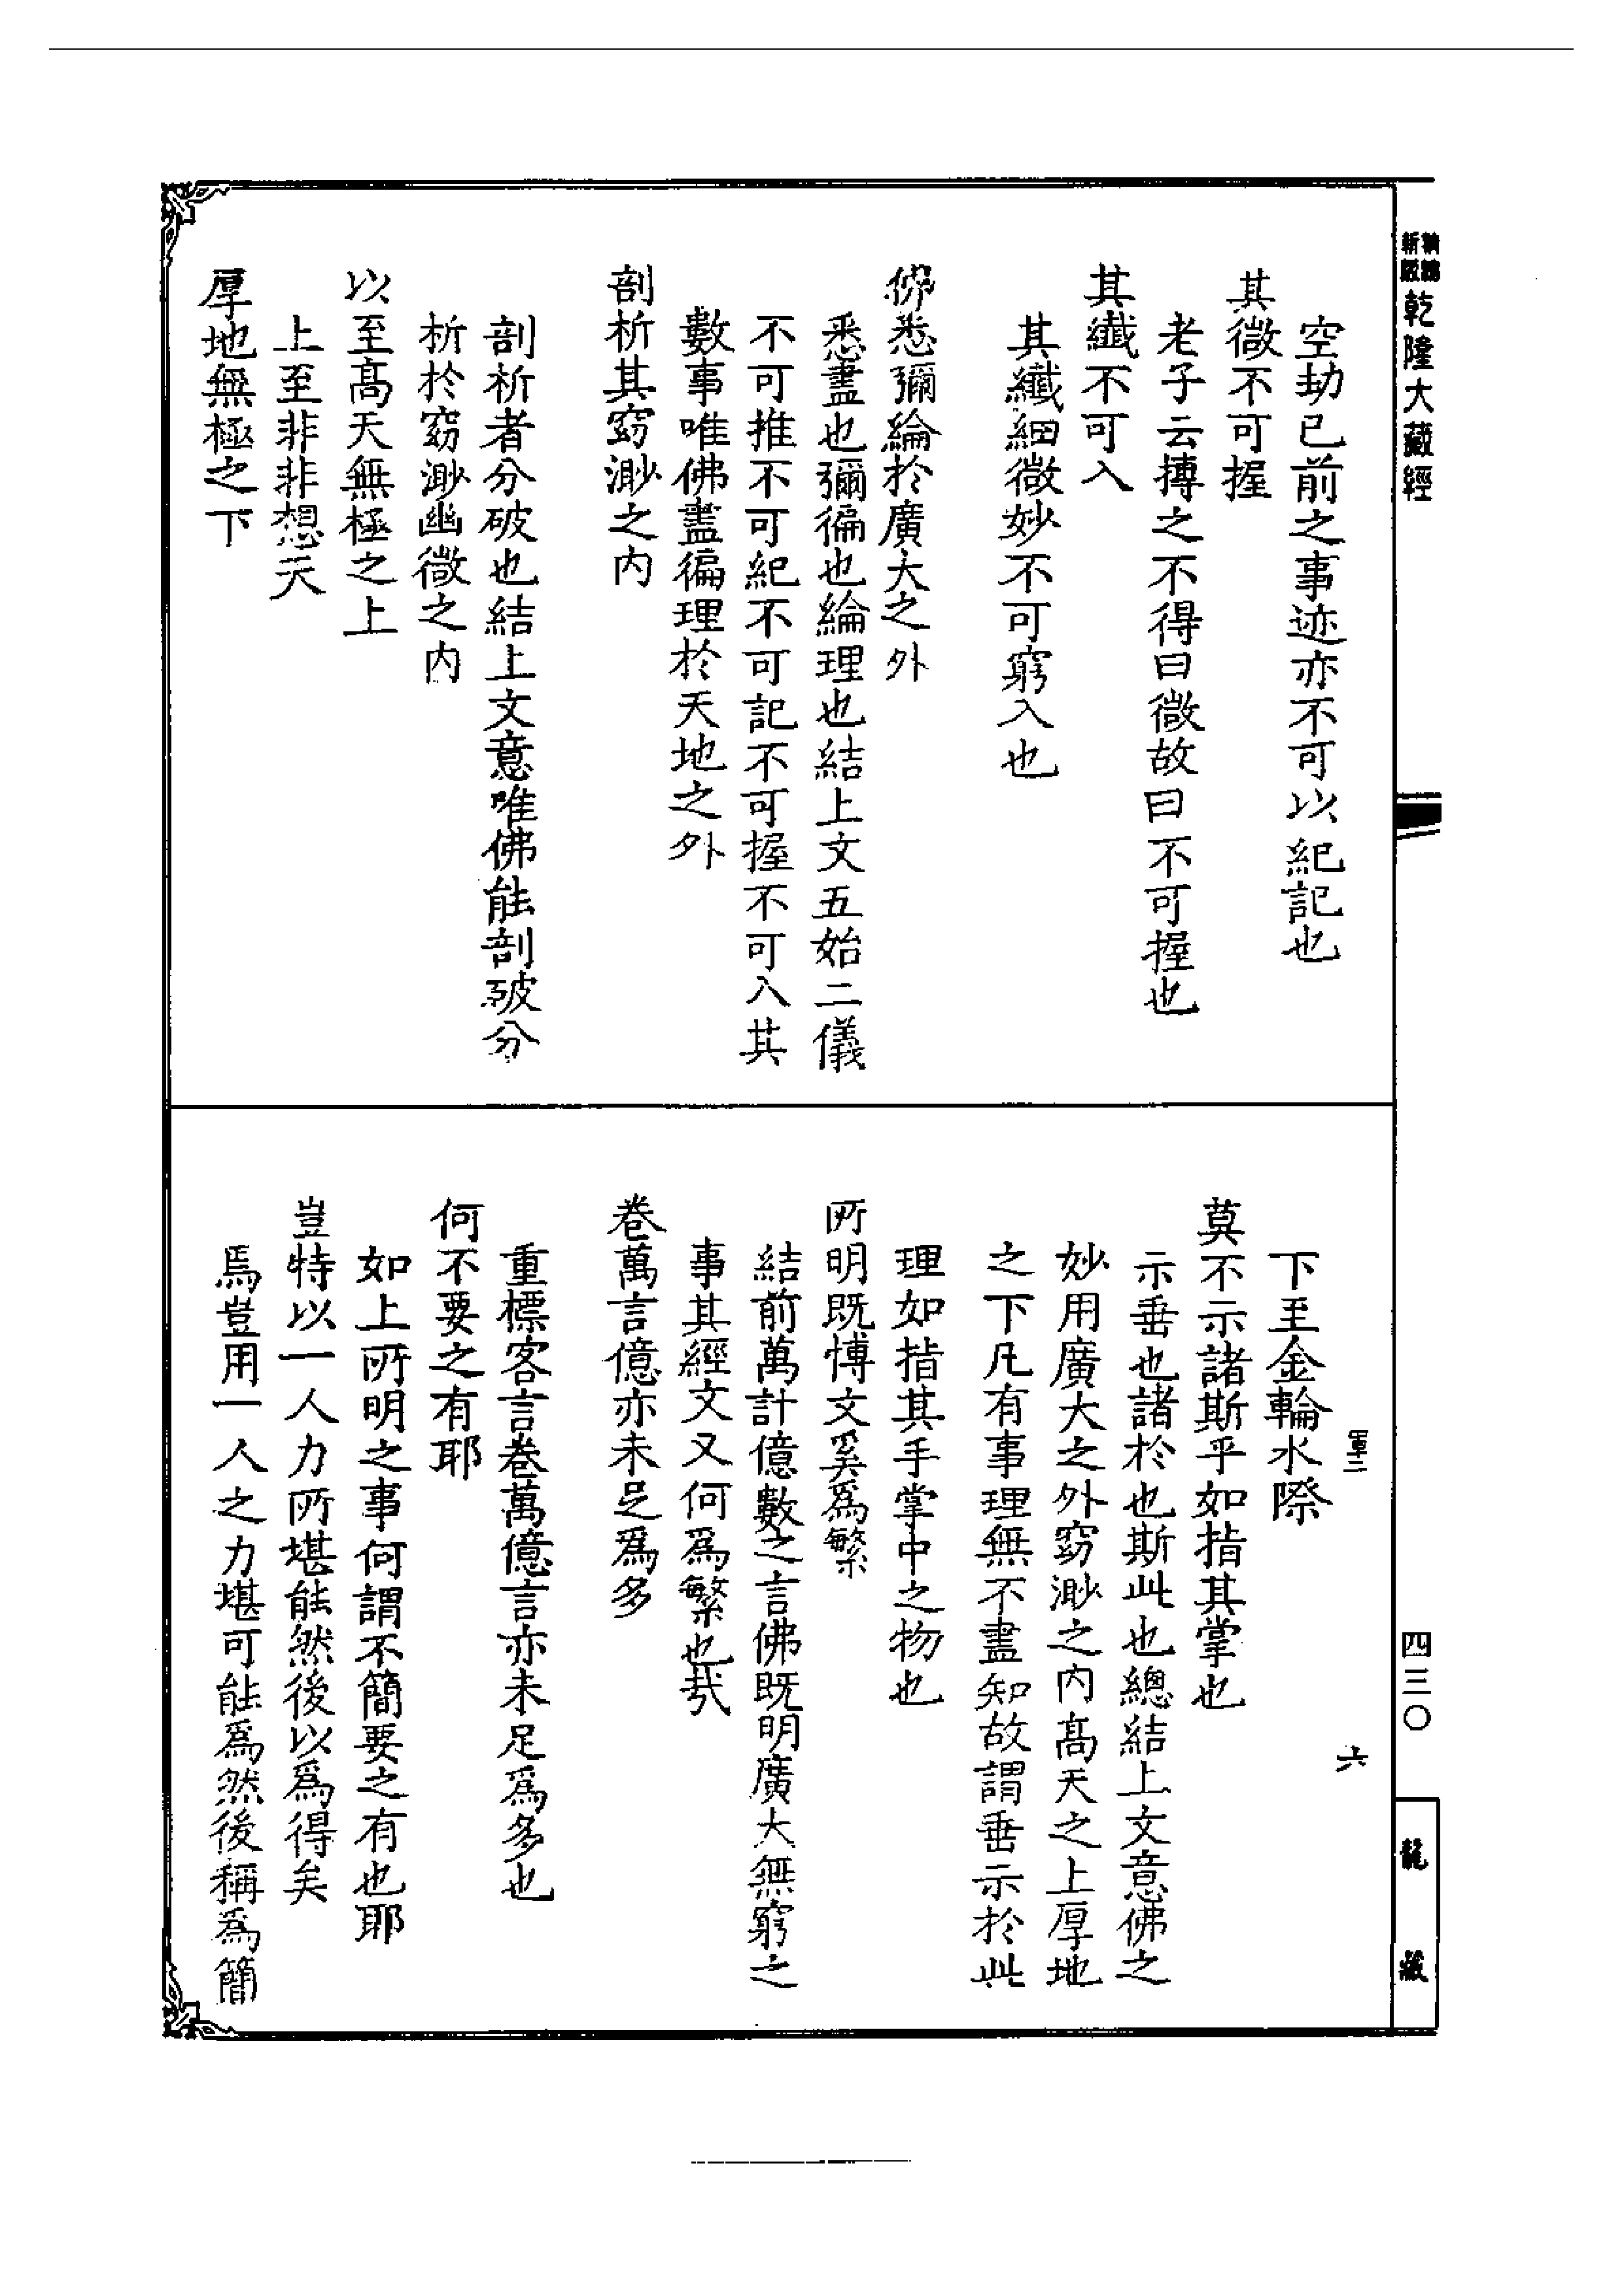 乾隆大藏經
空劫已前之事迹亦不可以紀記也
其微不可握
老子云摶之不得曰微故曰不可握也
其纖不可入
其纖細微妙不可窮入也
佛悉彌綸於廣大之外
悉盡也彌徧也綸理也結上文五始二儀
不可推不可紀不可記不可握不可入其
數事唯佛盡徧理於天地之外
剖析其窈渺之內
剖析者分破也結上文意唯佛能剖破分
析於窈渺幽微之內
以至高天無極之上
上至非非想天
厚地無極之下
四三〇
龍藏
六
下至金輪水際
莫不示諸斯乎如指其掌也
示垂也諸於也斯此也總結上文意佛之
妙用廣大之外窈渺之內高天之上厚地
之下凡有事理無不盡知故謂垂示於此
理如指其手掌中之物也
所明既博文奚為繁
結前萬計億數之言佛既明廣大無窮之
事其經文又何為繁也哉
卷萬言億亦未足為多
重標客言卷萬億言亦未足為多也
何不要之有耶
如上所明之事何謂不簡要之有也耶
豈特以一人力所堪能然後以為得矣
焉豈用一人之力堪可能為然後稱為簡